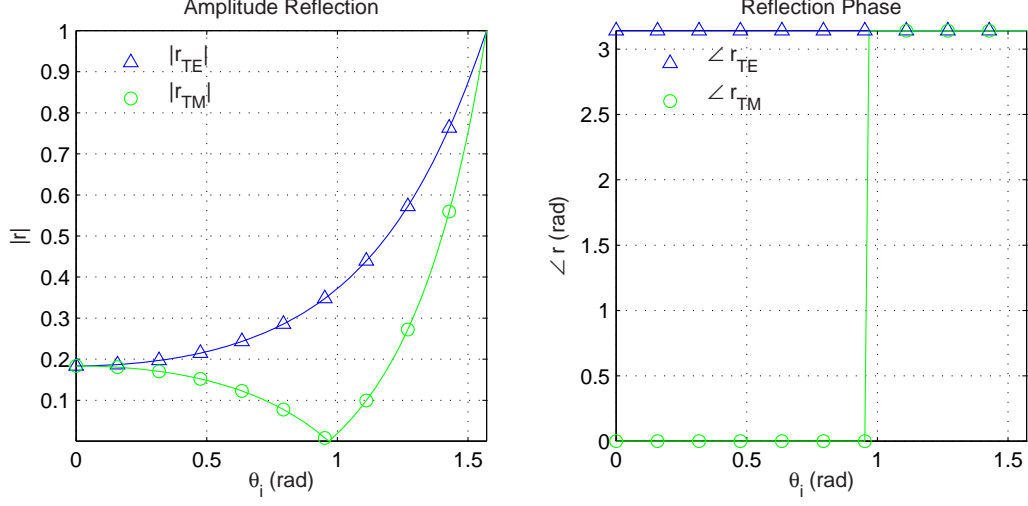 Amplitude Reflection
1
0.9
0.8
0.7
0.6
0.5
0.4
0.3
0.2
0.1
|r|
|r_TE|
|r_TM|
0
0.5
1
1.5
θ_i (rad)
Reflection Phase
3
2.5
2
1.5
1
0.5
0
∠ r (rad)
∠ r_TE
∠ r_TM
0
0.5
1
1.5
θ_i (rad)